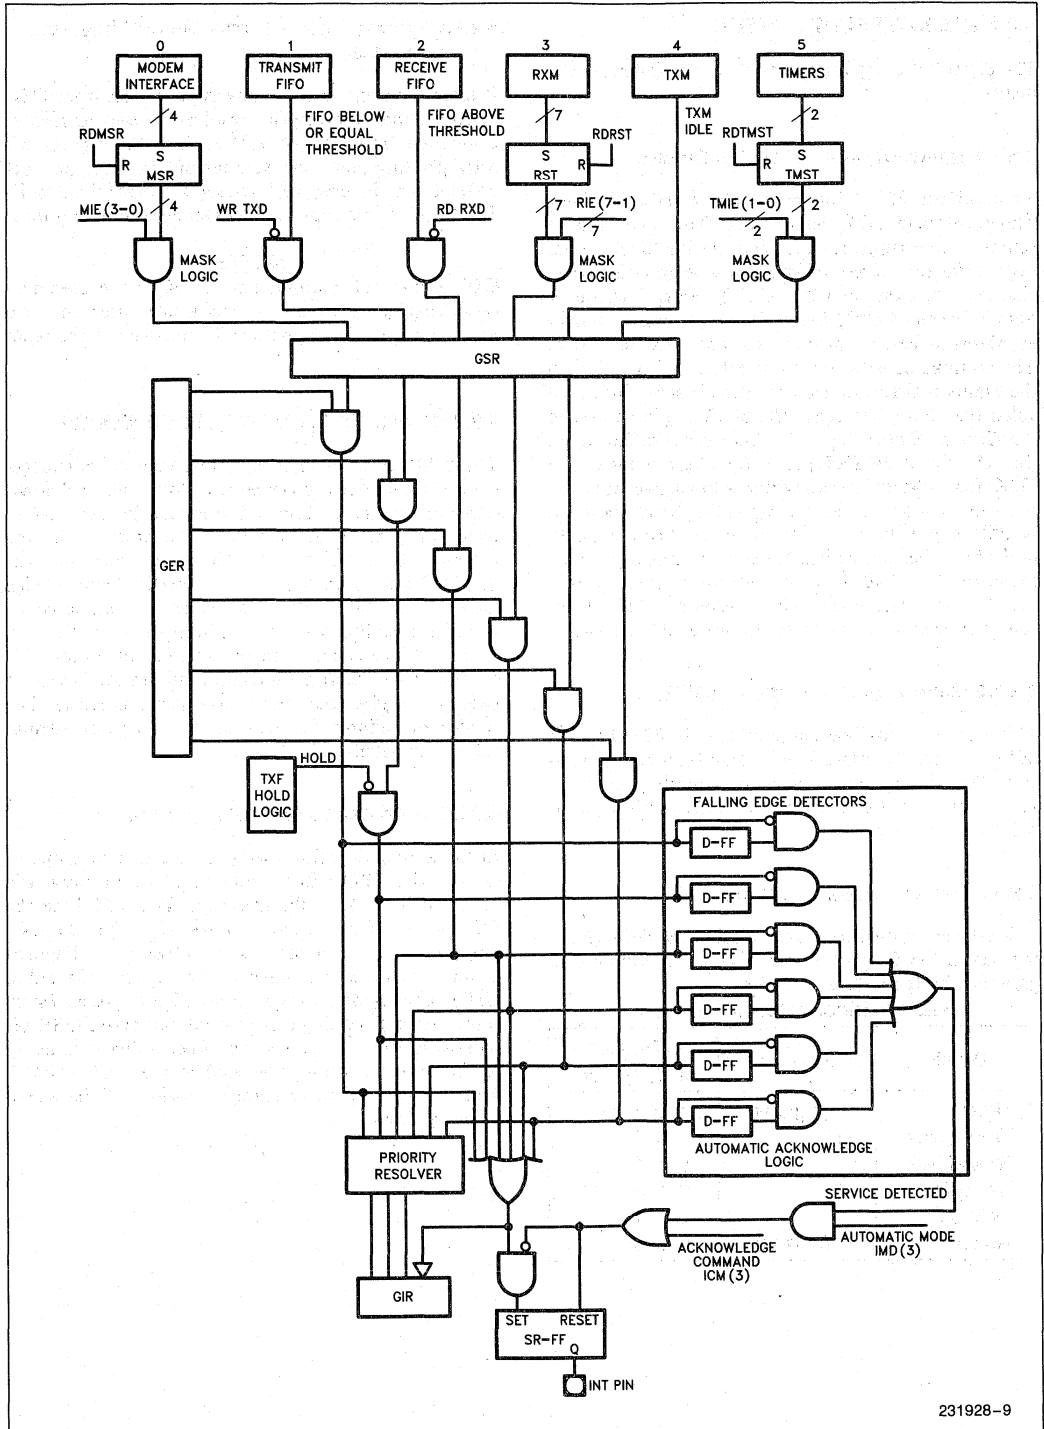 0
1
2
3
4
5
MODEM
INTERFACE
TRANSMIT
FIFO
RECEIVE
FIFO
RXM
TXM
TIMERS
4
FIFO BELOW
OR EQUAL
THRESHOLD
FIFO ABOVE
THRESHOLD
7
TXM
IDLE
2
RDMSR
R
S
MSR
S
RST
R
RDRST
RDTMST
R
S
TMST
MIE (3-0)
4
WR TXD
RD RXD
7
RIE (7-1)
7
TMIE (1-0)
2
2
MASK
LOGIC
MASK
LOGIC
MASK
LOGIC
GSR
GER
HOLD
TXF
HOLD
LOGIC
FALLING EDGE DETECTORS
D-FF
D-FF
D-FF
D-FF
D-FF
D-FF
AUTOMATIC ACKNOWLEDGE
LOGIC
PRIORITY
RESOLVER
SERVICE DETECTED
AUTOMATIC MODE
IMD (3)
ACKNOWLEDGE
COMMAND
ICM (3)
GIR
SET
RESET
SR-FF
Q
INT PIN
231928-9